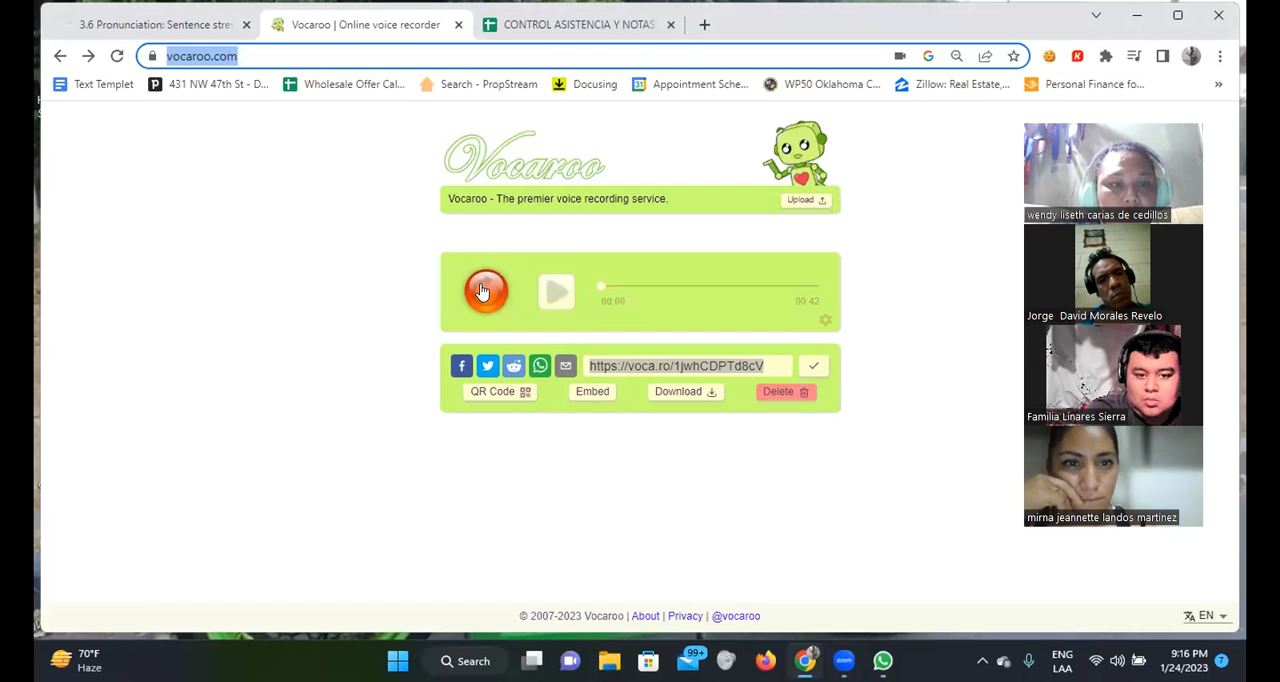 3.6 Pronunciation: Sentence stre
Vocaroo | Online voice recorder
CONTROL ASISTENCIA Y NOTAS
vocaroo.com
Text Templet
431 NW 47th St - D...
Wholesale Offer Cal...
Search - PropStream
Docusing
Appointment Sche...
WP50 Oklahoma C...
Zillow: Real Estate,...
Personal Finance fo...
Vocaroo
Vocaroo - The premier voice recording service.
Upload
00:00
00:42
https://voca.ro/1jwhCDPTd8cV
QR Code
Embed
Download
Delete
wendy liseth carias de cedillos
Jorge David Morales Revelo
Familia Linares Sierra
mirna jeannette landos martinez
© 2007-2023 Vocaroo | About | Privacy | @vocaroo
EN
70°F
Haze
Search
99+
zoom
ENG
LAA
9:16 PM
1/24/2023
7